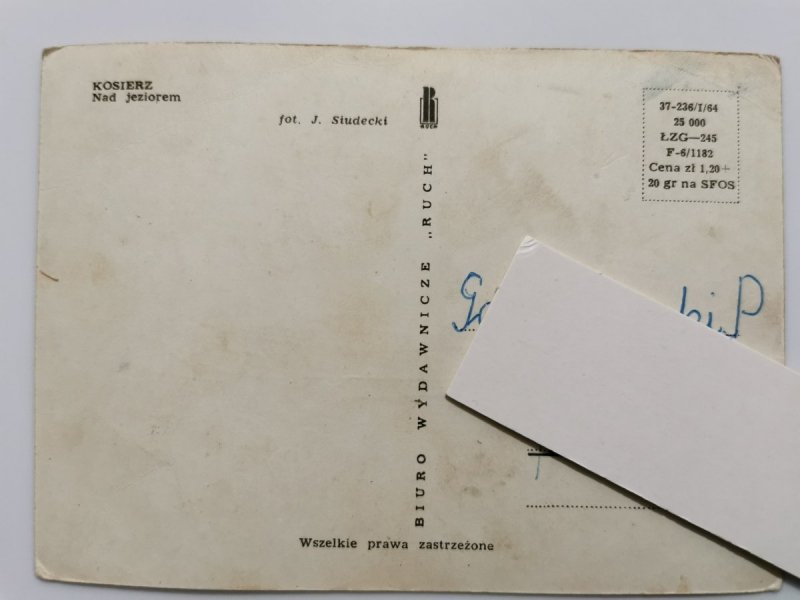 KOSIERZ
Nad jeziorem
fot. J. Siudecki
RUCH
BIURO WYDAWNICZE „RUCH"
37-236/I/64
25 000
ŁZG—245
F-6/1182
Cena zł 1,20+
20 gr na SFOS
P
Wszelkie prawa zastrzeżone